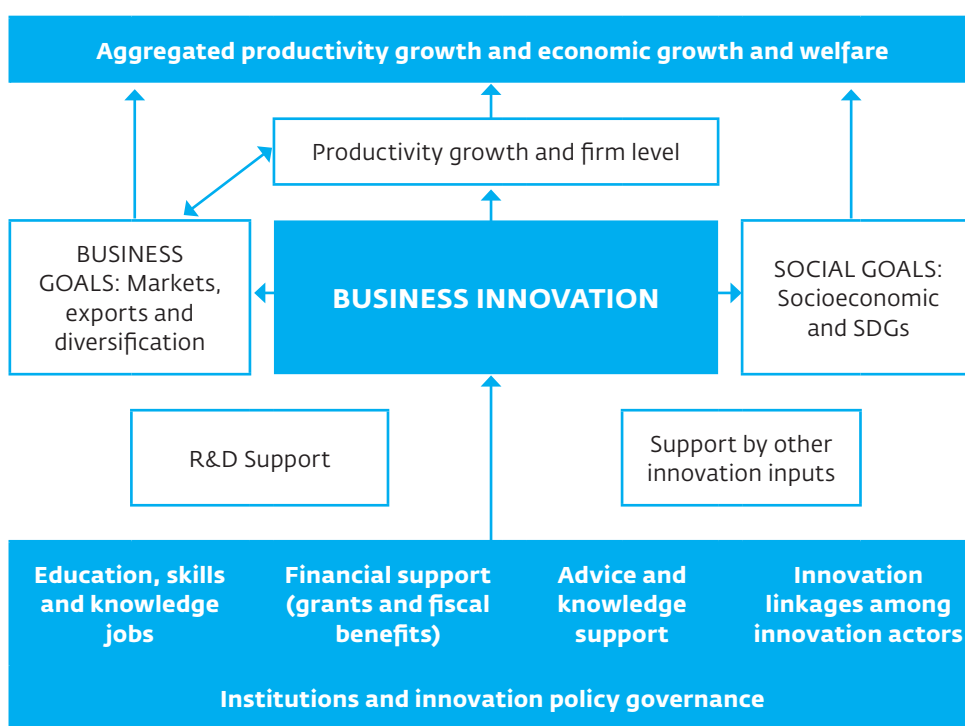 Aggregated productivity growth and economic growth and welfare
Productivity growth and firm level
BUSINESS
GOALS: Markets,
exports and
diversification
BUSINESS INNOVATION
SOCIAL GOALS:
Socioeconomic
and SDGs
R&D Support
Support by other
innovation inputs
Education, skills
and knowledge
jobs
Financial support
(grants and fiscal
benefits)
Advice and
knowledge
support
Innovation
linkages among
innovation actors
Institutions and innovation policy governance